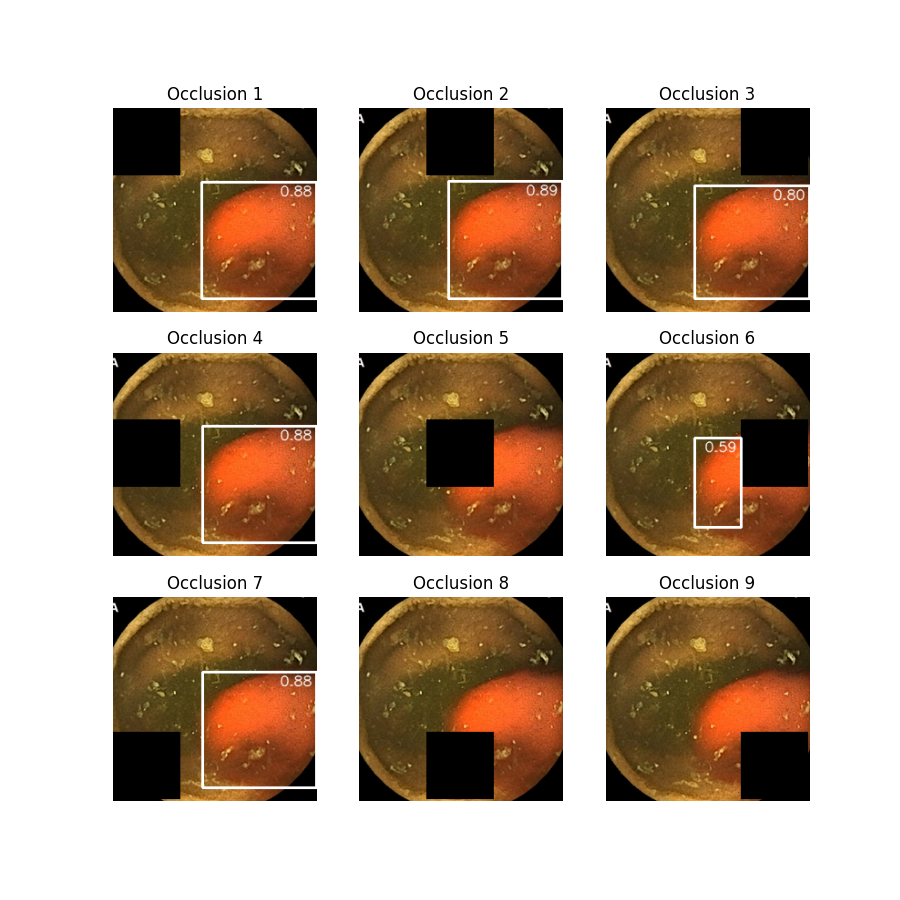 Occlusion 1
Occlusion 2
Occlusion 3
0.88
A
0.89
A
0.80
Occlusion 4
Occlusion 5
Occlusion 6
A
0.88
A
A
0.59
Occlusion 7
Occlusion 8
Occlusion 9
A
0.88
A
A